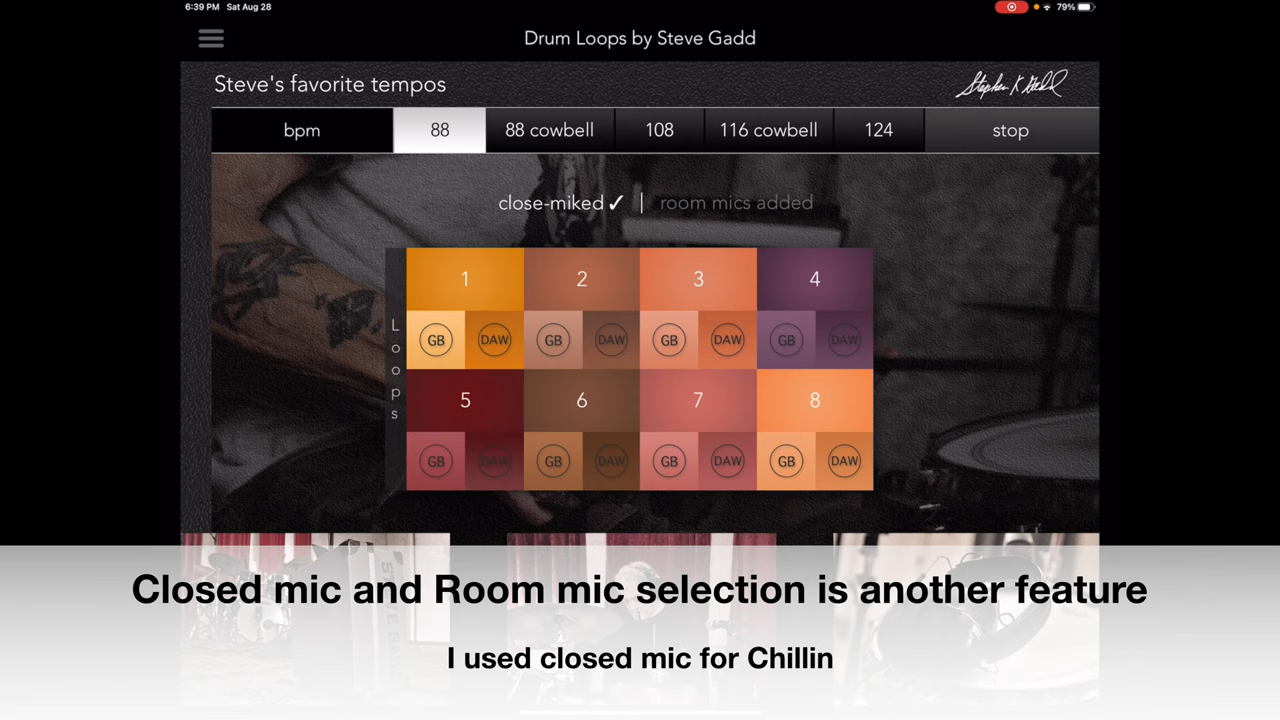 6:39 PM Sat Aug 28
79%
Drum Loops by Steve Gadd
Steve's favorite tempos
bpm 88 88 cowbell 108 116 cowbell 124 stop
close-miked ✓ | room mics added
Loops
1 2 3 4
GB DAW GB DAW GB DAW GB DAW
5 6 7 8
GB DAW GB DAW GB DAW GB DAW
Closed mic and Room mic selection is another feature
I used closed mic for Chillin